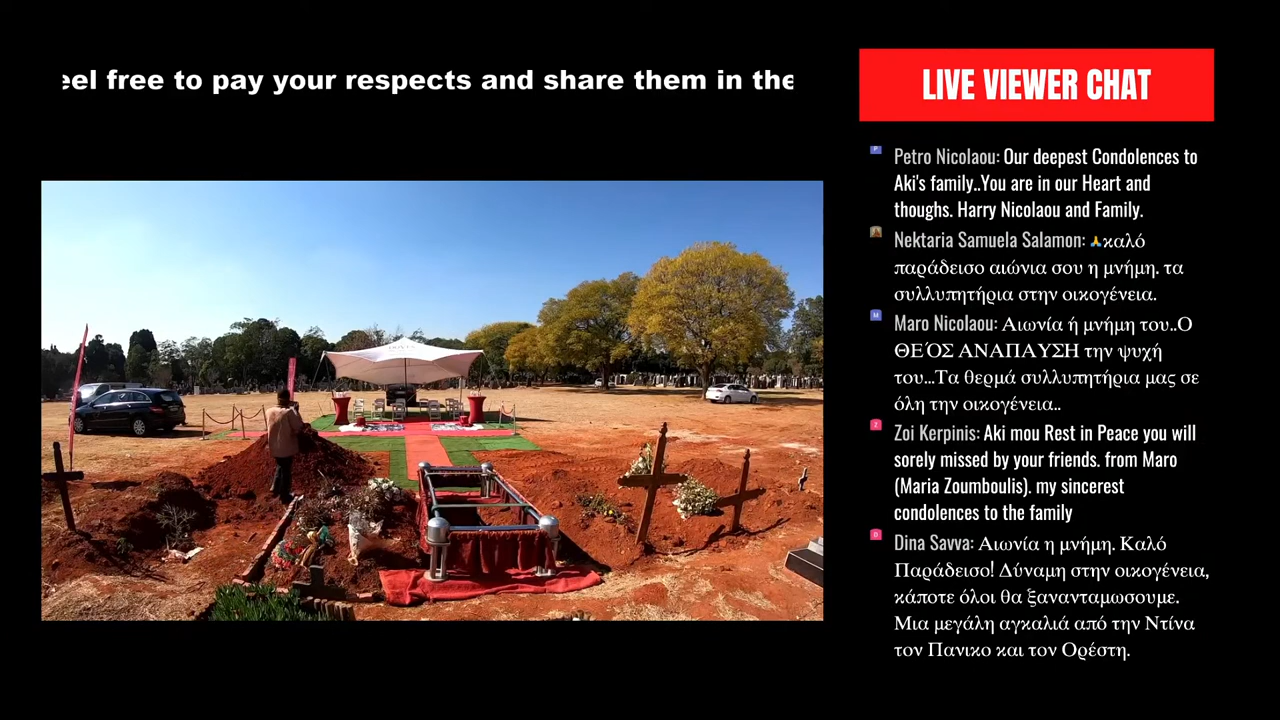 eel free to pay your respects and share them in the
LIVE VIEWER CHAT
Petro Nicolaou: Our deepest Condolences to
Aki's family..You are in our Heart and
thoughs. Harry Nicolaou and Family.
Nektaria Samuela Salamon: 🙏καλό
παράδεισο αιώνια σου η μνήμη. τα
συλλυπητήρια στην οικογένεια.
Maro Nicolaou: Αιωνία ή μνήμη του..Ο
ΘΕΌΣ ΑΝΑΠΑΥΣΗ την ψυχή
του...Τα θερμά συλλυπητήρια μας σε
όλη την οικογένεια..
Zoi Kerpinis: Aki mou Rest in Peace you will
sorely missed by your friends. from Maro
(Maria Zoumboulis). my sincerest
condolences to the family
Dina Savva: Αιωνία η μνήμη. Καλό
Παράδεισο! Δύναμη στην οικογένεια,
κάποτε όλοι θα ξανανταμωσουμε.
Μια μεγάλη αγκαλιά από την Ντίνα
τον Πανικο και τον Ορέστη.